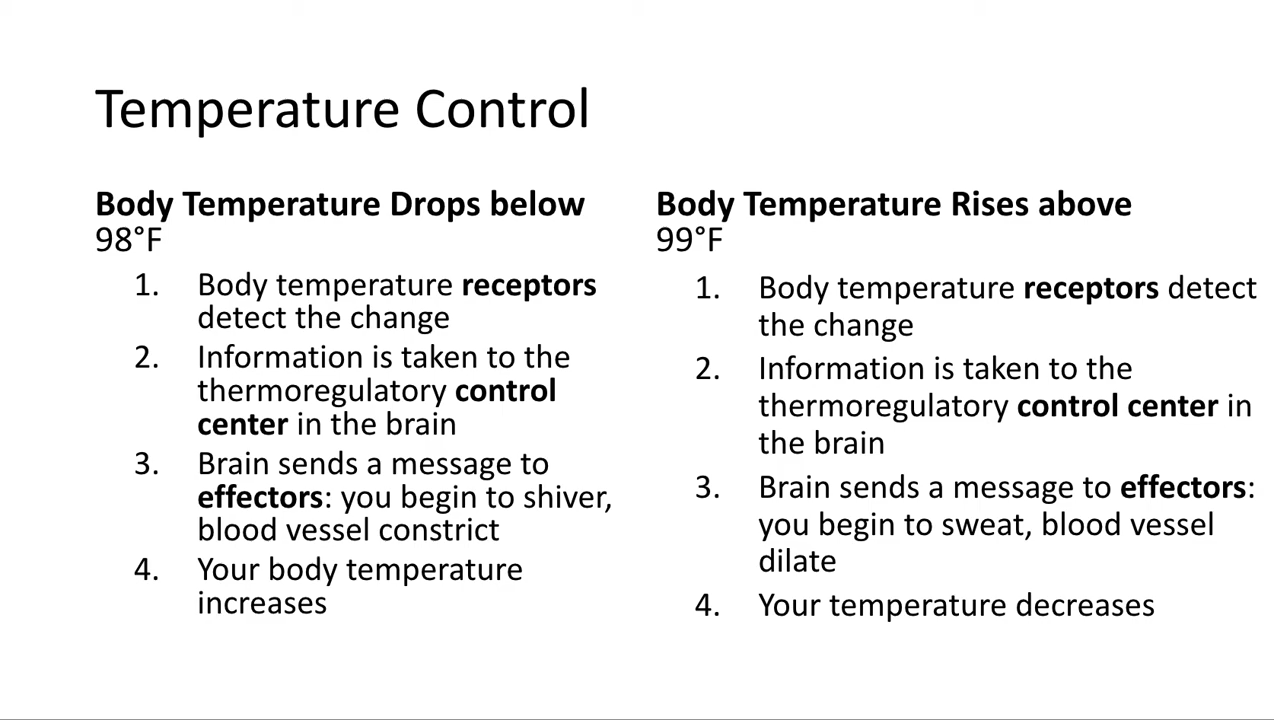 Temperature Control
Body Temperature Drops below
98°F
1. Body temperature receptors
detect the change
2. Information is taken to the
thermoregulatory control
center in the brain
3. Brain sends a message to
effectors: you begin to shiver,
blood vessel constrict
4. Your body temperature
increases
Body Temperature Rises above
99°F
1. Body temperature receptors detect
the change
2. Information is taken to the
thermoregulatory control center in
the brain
3. Brain sends a message to effectors:
you begin to sweat, blood vessel
dilate
4. Your temperature decreases